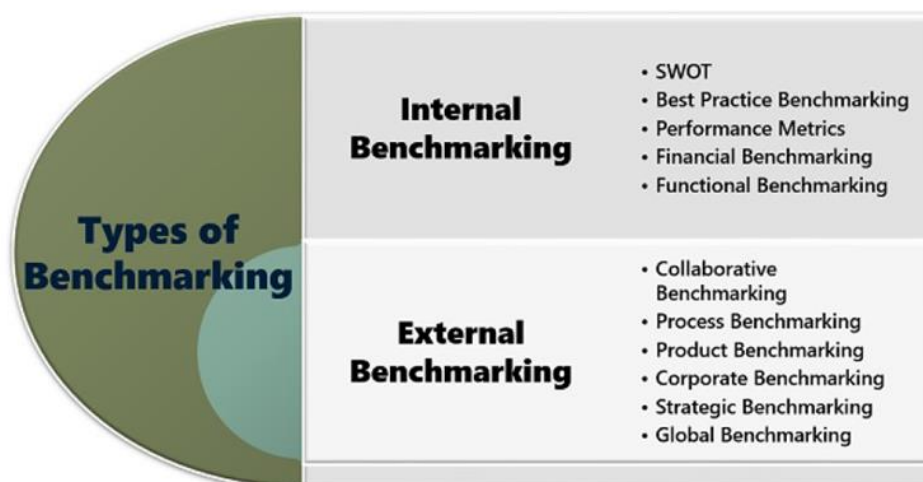 Types of
Benchmarking
Internal
Benchmarking
• SWOT
• Best Practice Benchmarking
• Performance Metrics
• Financial Benchmarking
• Functional Benchmarking
External
Benchmarking
• Collaborative
Benchmarking
• Process Benchmarking
• Product Benchmarking
• Corporate Benchmarking
• Strategic Benchmarking
• Global Benchmarking